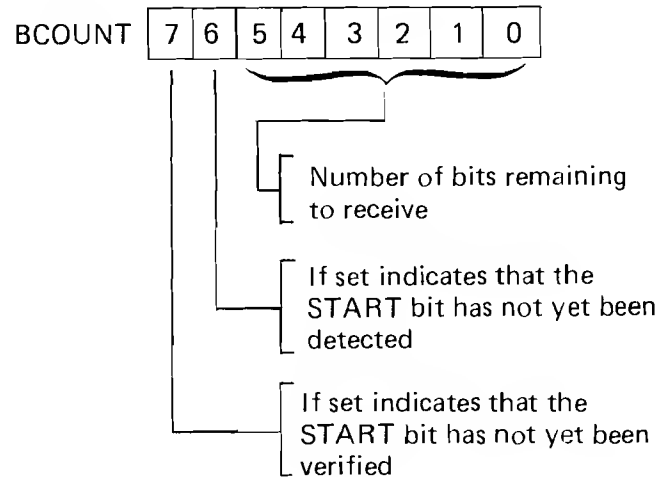 BCOUNT 7 6 5 4 3 2 1 0
Number of bits remaining
to receive
If set indicates that the
START bit has not yet been
detected
If set indicates that the
START bit has not yet been
verified